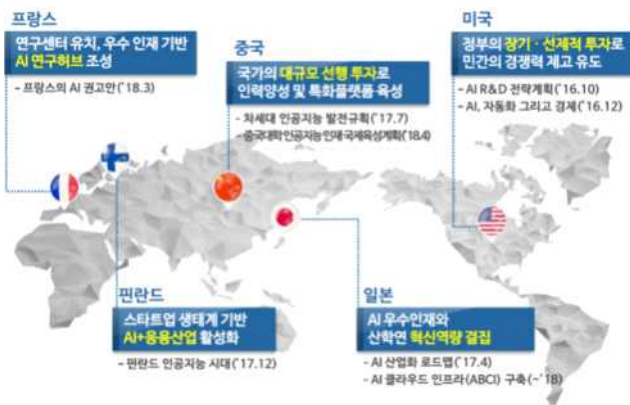 프랑스
연구센터 유치, 우수 인재 기반
AI 연구허브 조성
- 프랑스의 AI 권고안('18.3)
중국
국가의 대규모 선행 투자로
인력양성 및 특화플랫폼 육성
- 차세대 인공지능 발전규획('17.7)
- 중국대학 인공지능 인재 국제육성계획('18.4)
미국
정부의 장기·선제적 투자로
민간의 경쟁력 제고 유도
- AI R&D 전략계획('16.10)
- AI, 자동화 그리고 경제('16.12)
핀란드
스타트업 생태계 기반
AI+응용산업 활성화
- 핀란드 인공지능 시대('17.12)
일본
AI 우수인재와
산학연 혁신역량 결집
- AI 산업화 로드맵('17.4)
- AI 클라우드 인프라(ABCI) 구축(~'18)